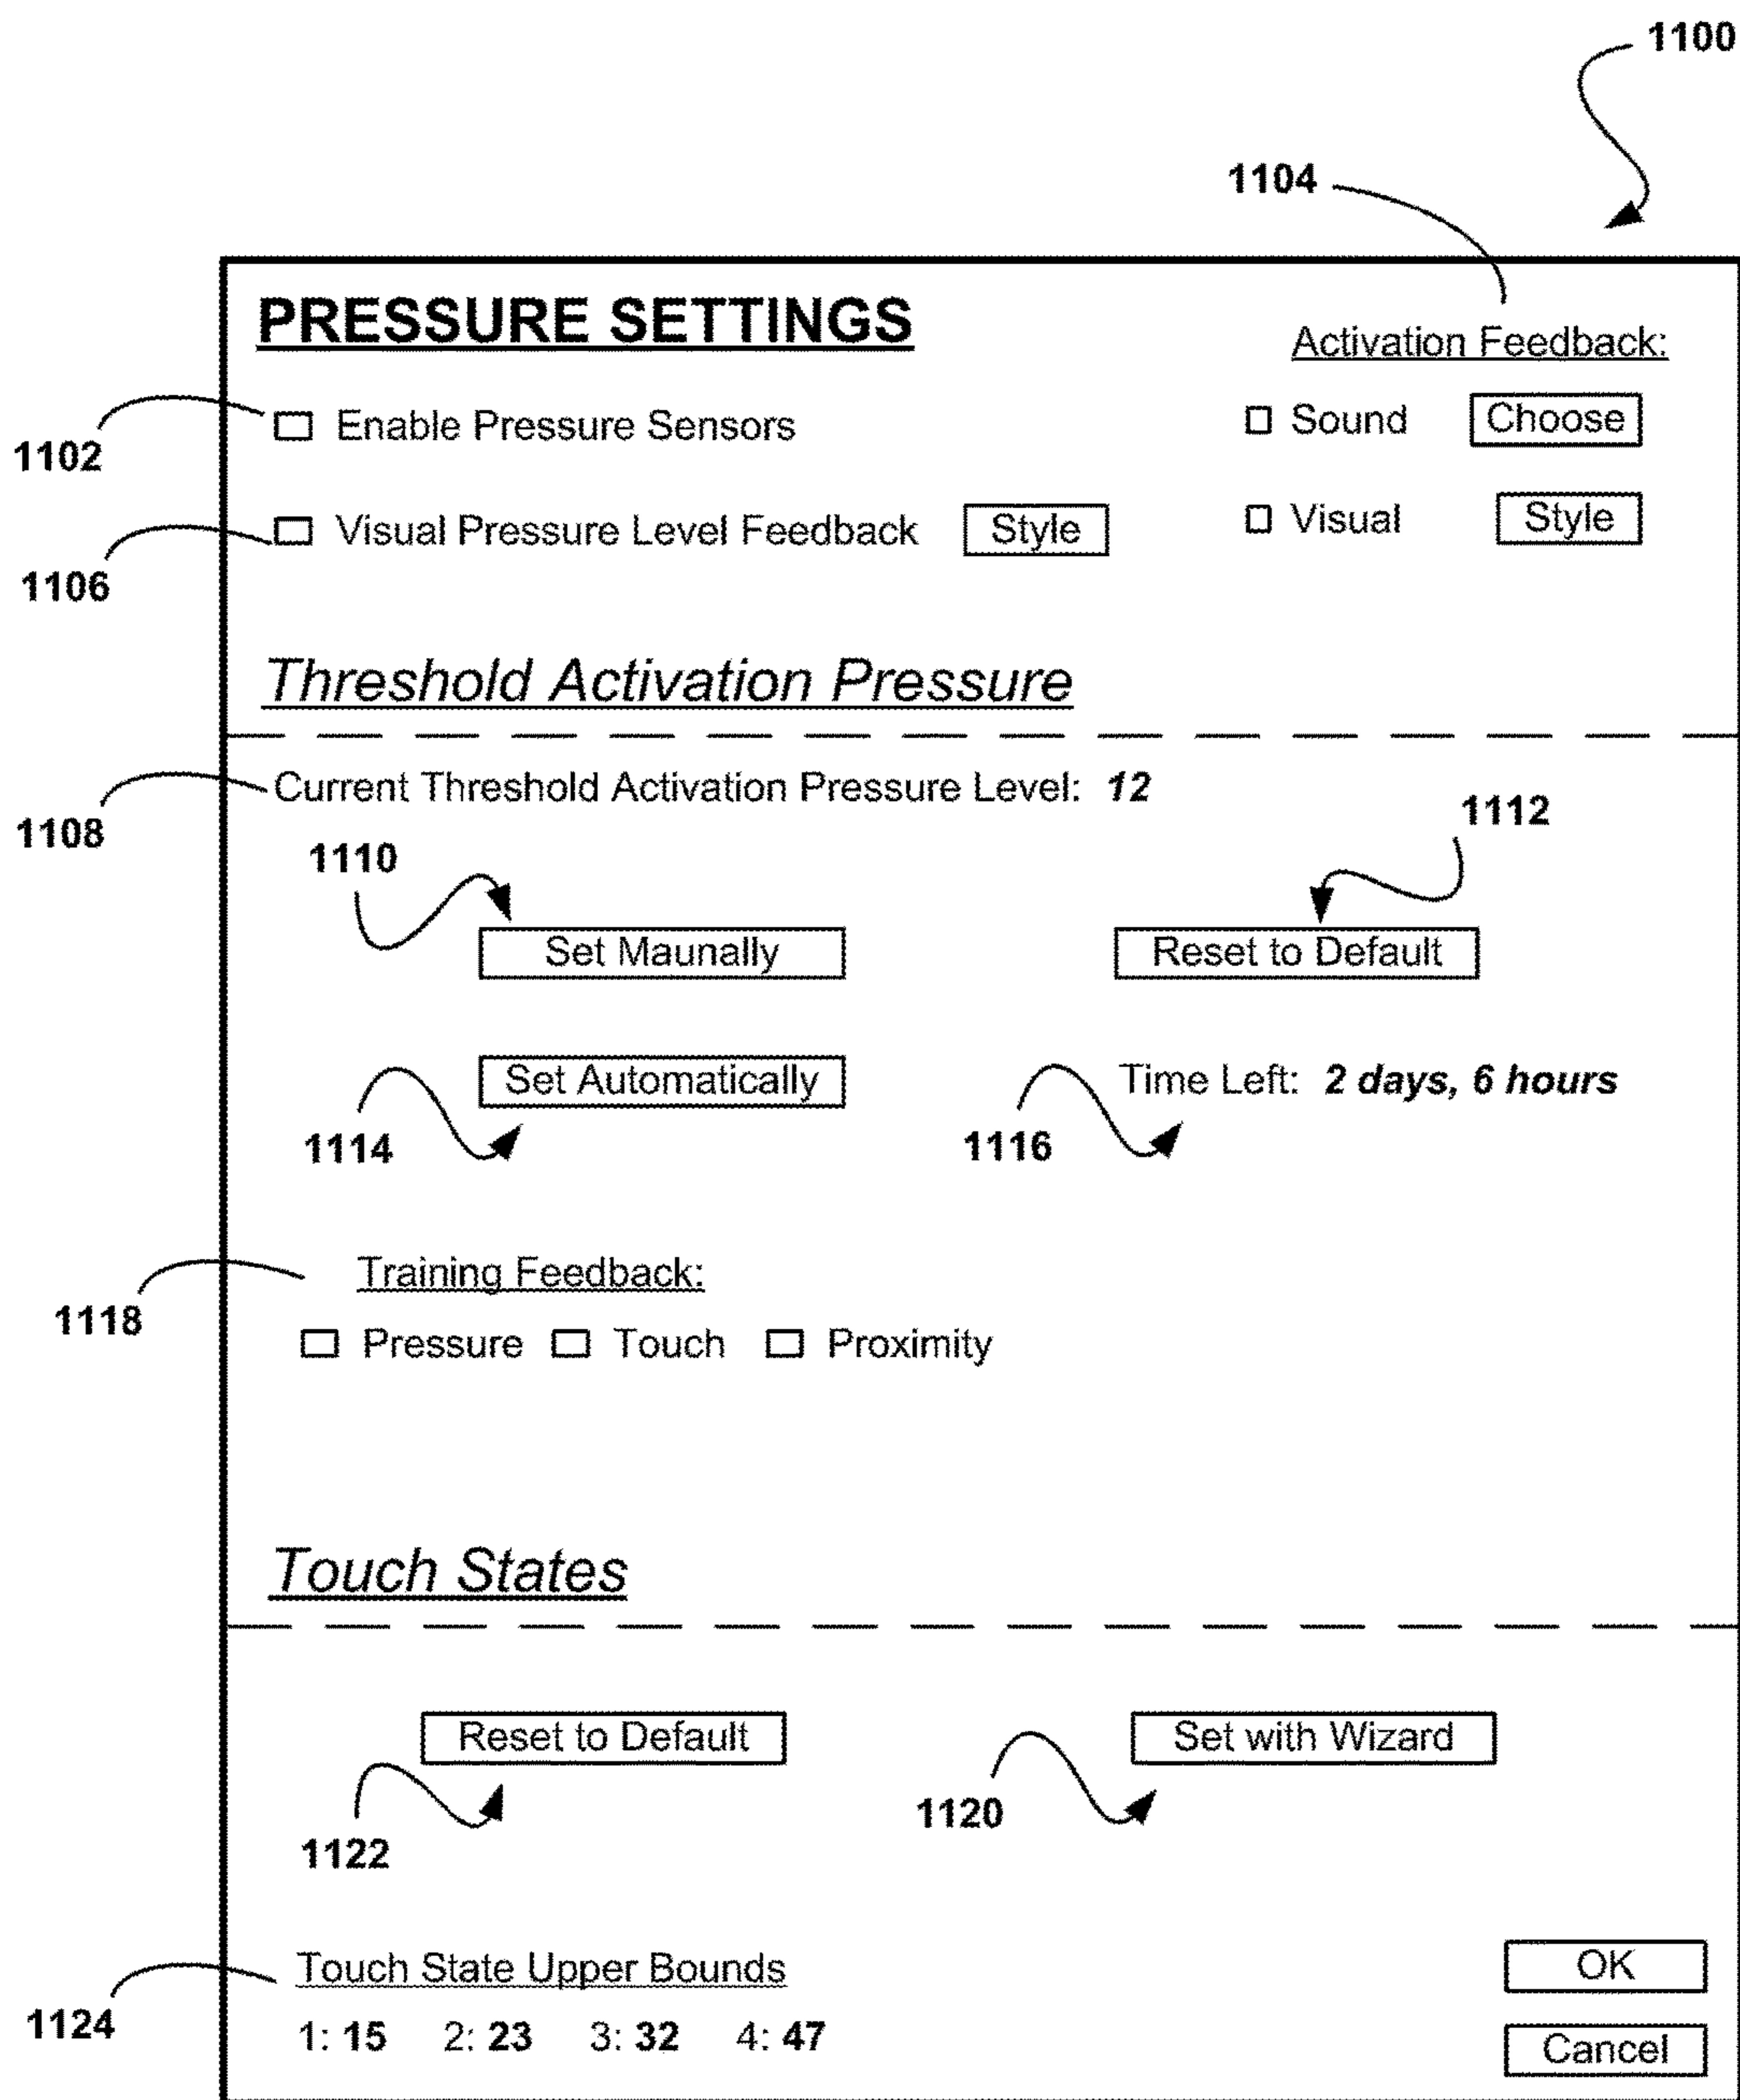 1100
1104
PRESSURE SETTINGS
Activation Feedback:
1102
Enable Pressure Sensors
Sound Choose
1106
Visual Pressure Level Feedback Style
Visual Style
Threshold Activation Pressure
1108
Current Threshold Activation Pressure Level: 12
1110
1112
Set Maunally
Reset to Default
Set Automatically
Time Left: 2 days, 6 hours
1114
1116
1118
Training Feedback:
Pressure Touch Proximity
Touch States
Reset to Default
Set with Wizard
1122
1120
1124
Touch State Upper Bounds
1: 15 2: 23 3: 32 4: 47
OK
Cancel